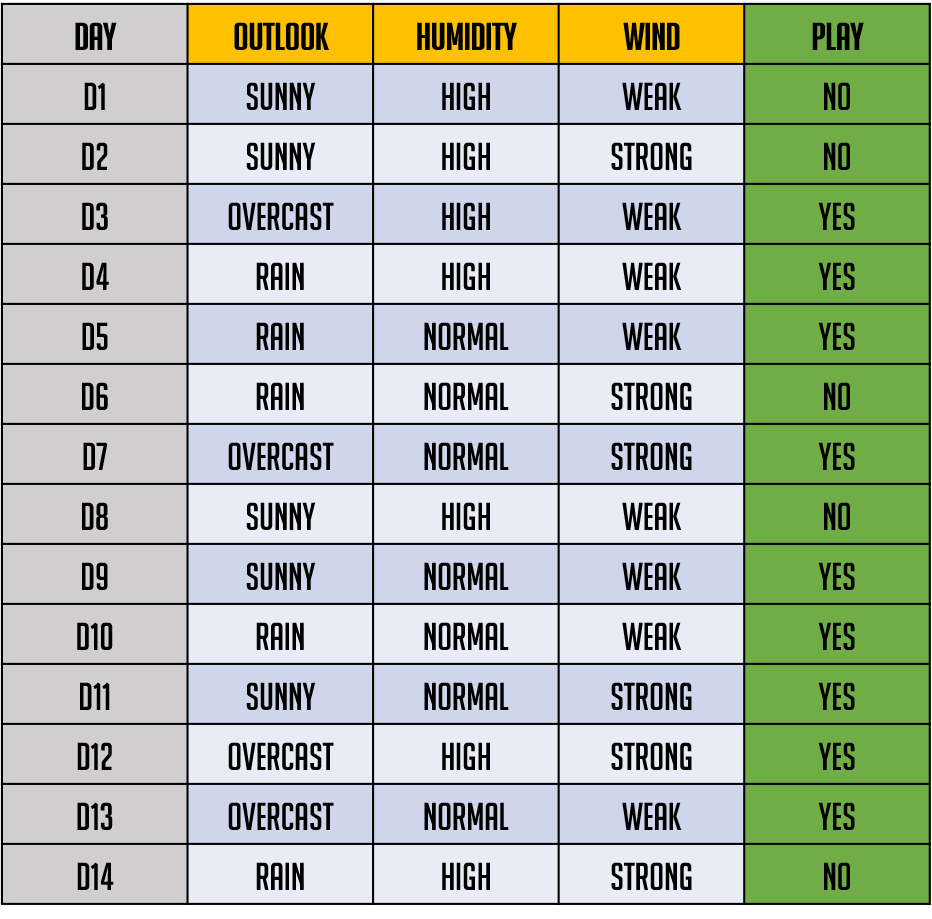 DAY OUTLOOK HUMIDITY WIND PLAY
D1 SUNNY HIGH WEAK NO
D2 SUNNY HIGH STRONG NO
D3 OVERCAST HIGH WEAK YES
D4 RAIN HIGH WEAK YES
D5 RAIN NORMAL WEAK YES
D6 RAIN NORMAL STRONG NO
D7 OVERCAST NORMAL STRONG YES
D8 SUNNY HIGH WEAK NO
D9 SUNNY NORMAL WEAK YES
D10 RAIN NORMAL WEAK YES
D11 SUNNY NORMAL STRONG YES
D12 OVERCAST HIGH STRONG YES
D13 OVERCAST NORMAL WEAK YES
D14 RAIN HIGH STRONG NO